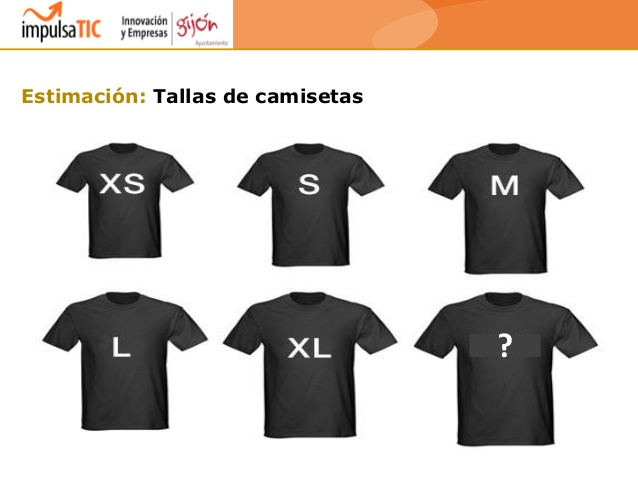 impulsaTIC
Innovación
y Empresas
gijón
Ayuntamiento
Estimación: Tallas de camisetas
XS
S
M
L
XL
?